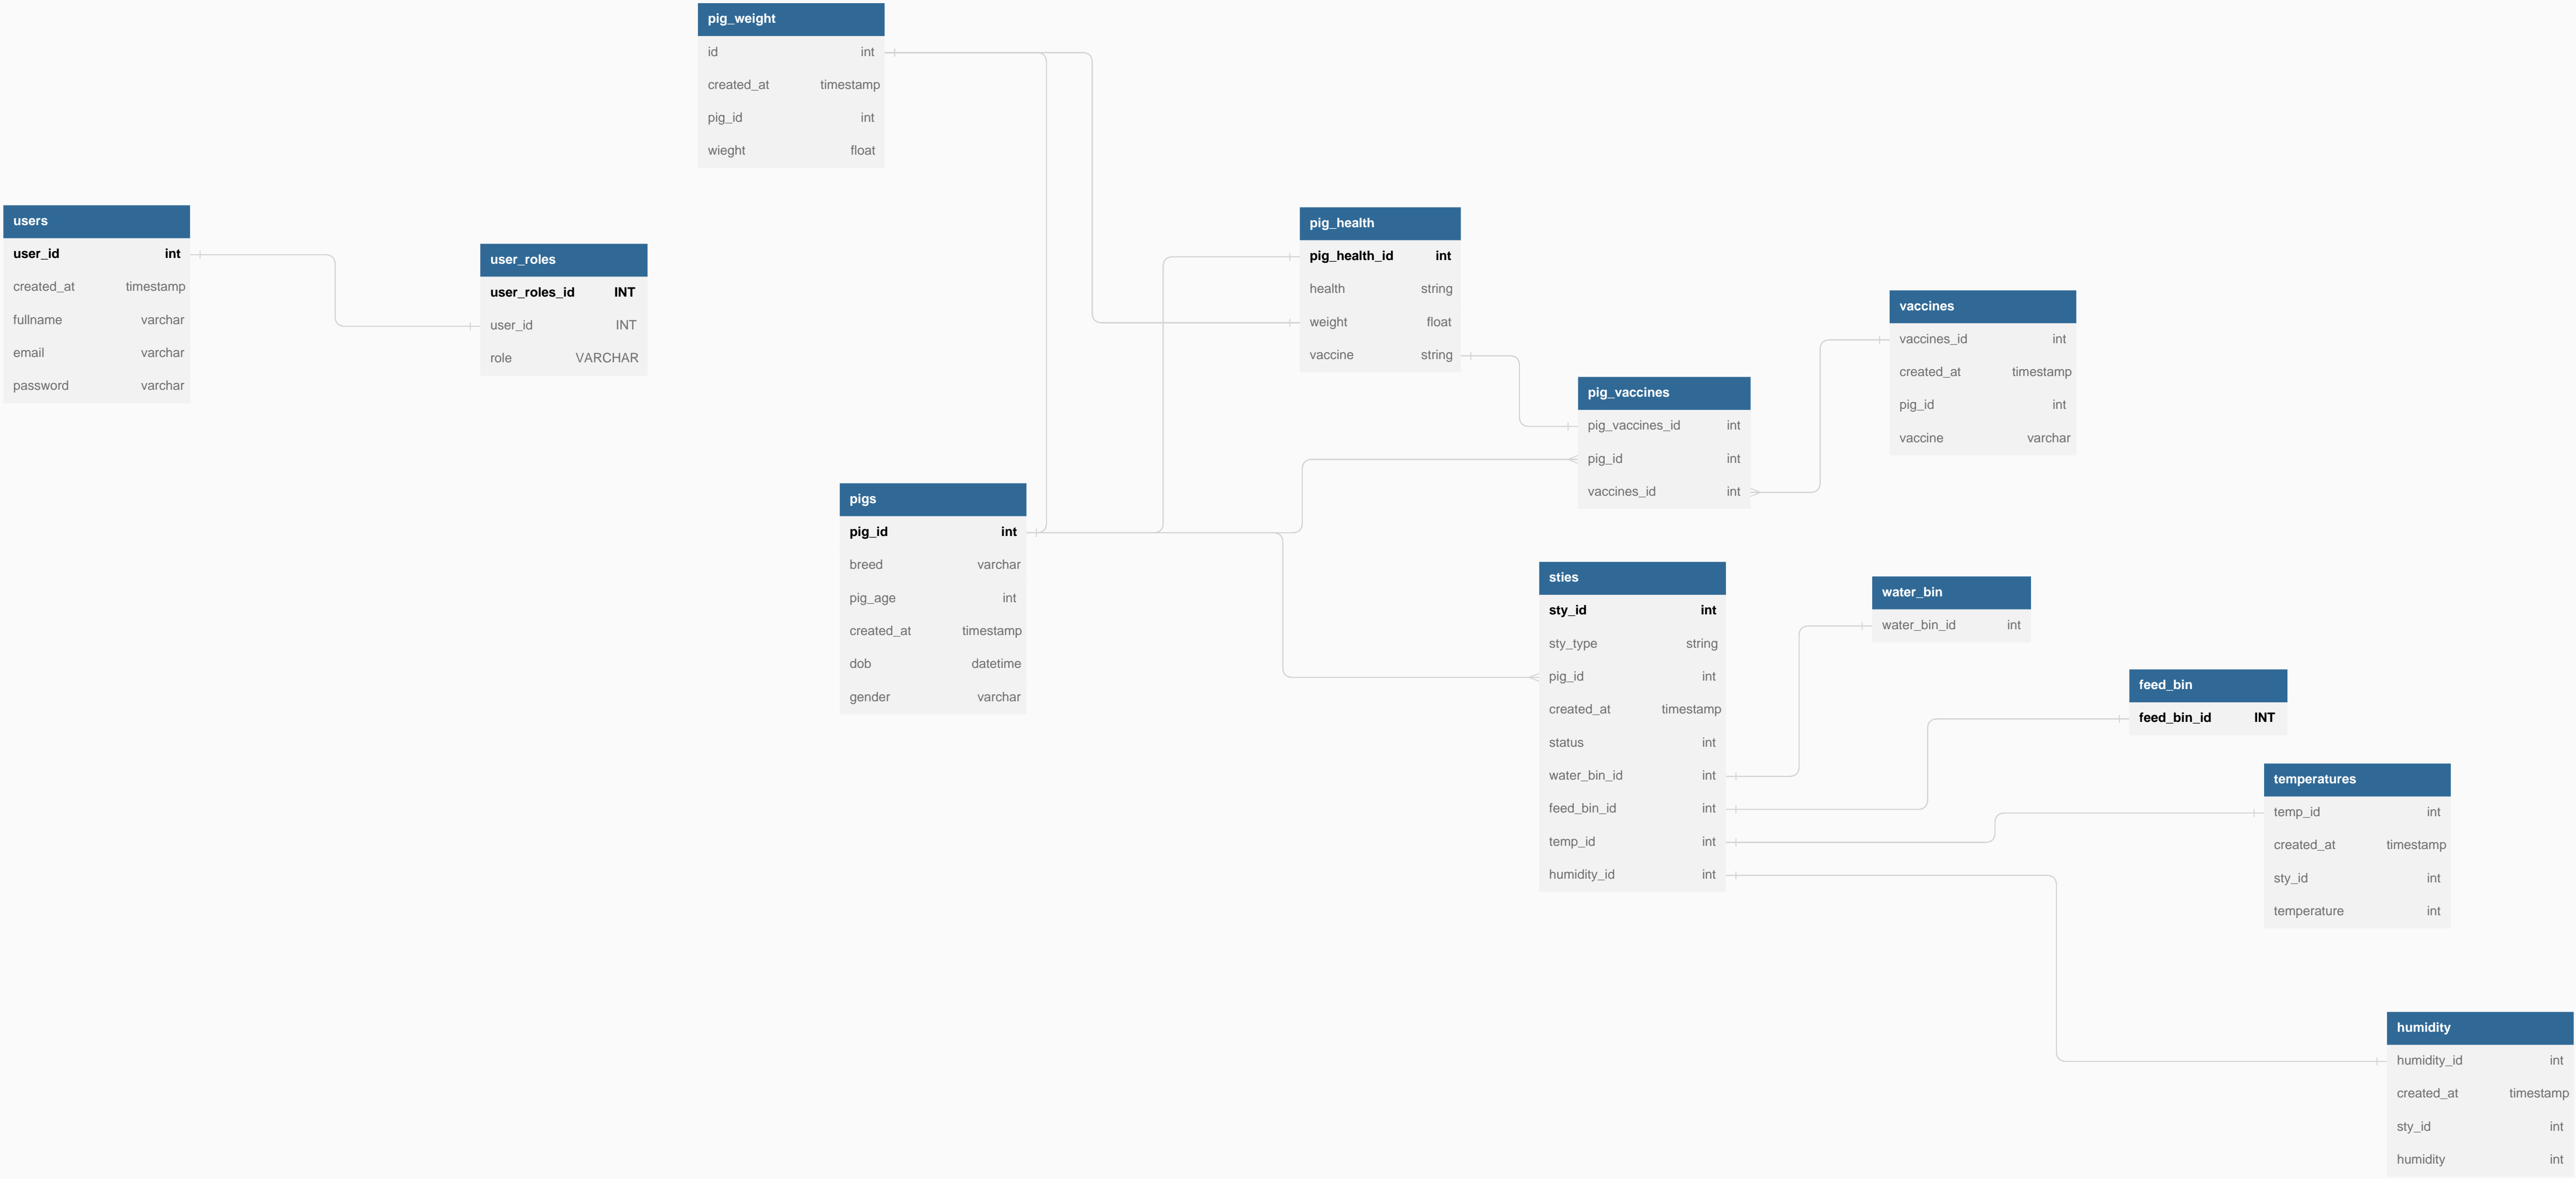 pig_weight
id int
created_at timestamp
pig_id int
wieght float
users
user_id int
created_at timestamp
fullname varchar
email varchar
password varchar
user_roles
user_roles_id INT
user_id INT
role VARCHAR
pig_health
pig_health_id int
health string
weight float
vaccine string
vaccines
vaccines_id int
created_at timestamp
pig_id int
vaccine varchar
pig_vaccines
pig_vaccines_id int
pig_id int
vaccines_id int
pigs
pig_id int
breed varchar
pig_age int
created_at timestamp
dob datetime
gender varchar
sties
sty_id int
sty_type string
pig_id int
created_at timestamp
status int
water_bin_id int
feed_bin_id int
temp_id int
humidity_id int
water_bin
water_bin_id int
feed_bin
feed_bin_id INT
temperatures
temp_id int
created_at timestamp
sty_id int
temperature int
humidity
humidity_id int
created_at timestamp
sty_id int
humidity int